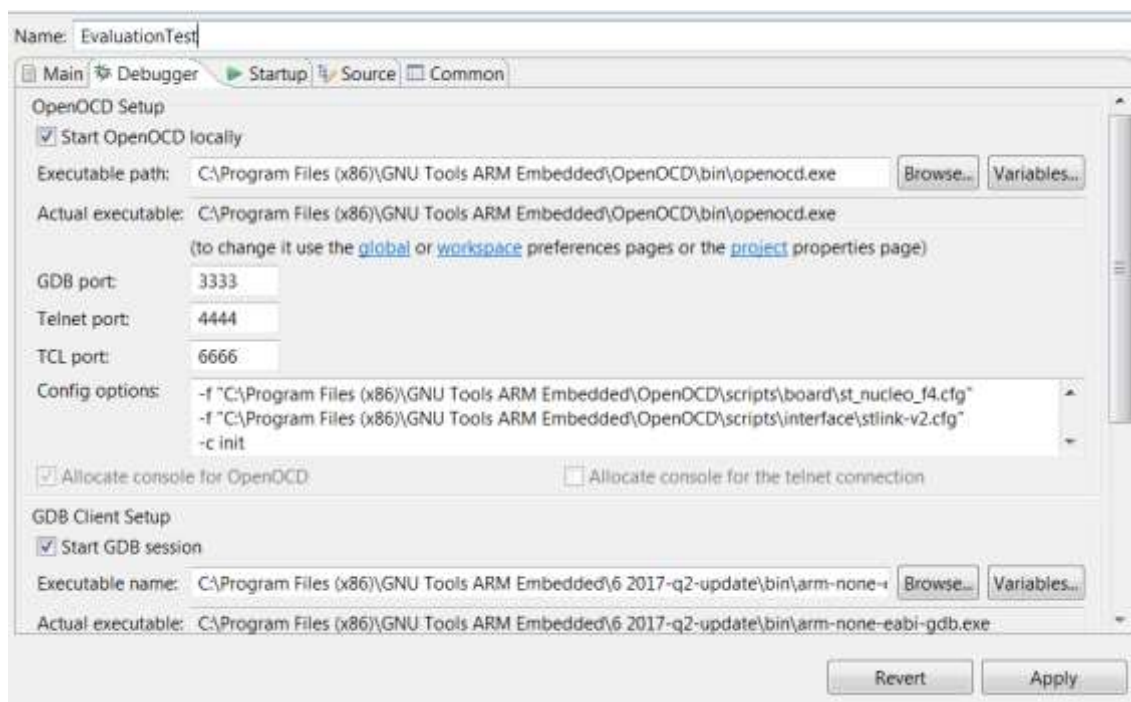 Name: EvaluationTest
Main Debugger Startup Source Common
OpenOCD Setup
Start OpenOCD locally
Executable path: C:\Program Files (x86)\GNU Tools ARM Embedded\OpenOCD\bin\openocd.exe Browse... Variables...
Actual executable: C:\Program Files (x86)\GNU Tools ARM Embedded\OpenOCD\bin\openocd.exe
(to change it use the global or workspace preferences pages or the project properties page)
GDB port: 3333
Telnet port: 4444
TCL port: 6666
Config options: -f "C:\Program Files (x86)\GNU Tools ARM Embedded\OpenOCD\scripts\board\st_nucleo_f4.cfg"
-f "C:\Program Files (x86)\GNU Tools ARM Embedded\OpenOCD\scripts\interface\stlink-v2.cfg"
-c init
Allocate console for OpenOCD Allocate console for the telnet connection
GDB Client Setup
Start GDB session
Executable name: C:\Program Files (x86)\GNU Tools ARM Embedded\6 2017-q2-update\bin\arm-none-e Browse... Variables...
Actual executable: C:\Program Files (x86)\GNU Tools ARM Embedded\6 2017-q2-update\bin\arm-none-eabi-gdb.exe
Revert Apply